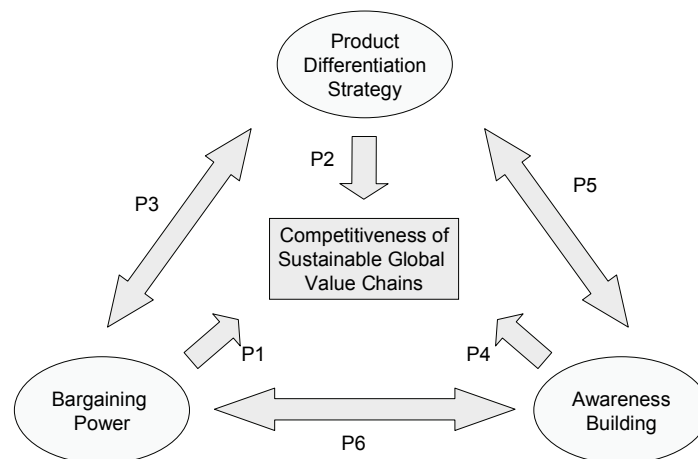 Product
Differentiation
Strategy
P2
P3
P5
Competitiveness of
Sustainable Global
Value Chains
P1
P4
Bargaining
Power
P6
Awareness
Building